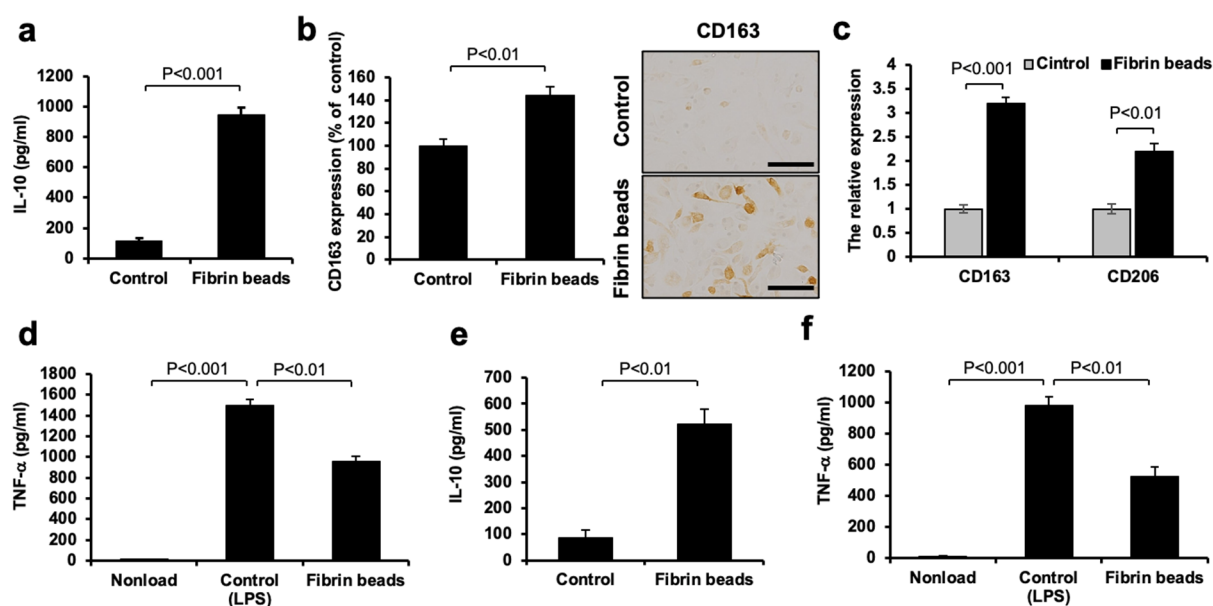 a
P<0.001
IL-10 (pg/ml)
1200
1000
800
600
400
200
0
Control
Fibrin beads
b
P<0.01
CD163 expression (% of control)
160
140
120
100
80
60
40
20
0
Control
Fibrin beads
CD163
Control
Fibrin beads
c
Cintrol
Fibrin beads
P<0.001
P<0.01
The relative expression
4
3.5
3
2.5
2
1.5
1
0.5
0
CD163
CD206
d
P<0.001
P<0.01
TNF-α (pg/ml)
1800
1600
1400
1200
1000
800
600
400
200
0
Nonload
Control
(LPS)
Fibrin beads
e
P<0.01
IL-10 (pg/ml)
700
600
500
400
300
200
100
0
Control
Fibrin beads
f
P<0.001
P<0.01
TNF-α (pg/ml)
1200
1000
800
600
400
200
0
Nonload
Control
(LPS)
Fibrin beads